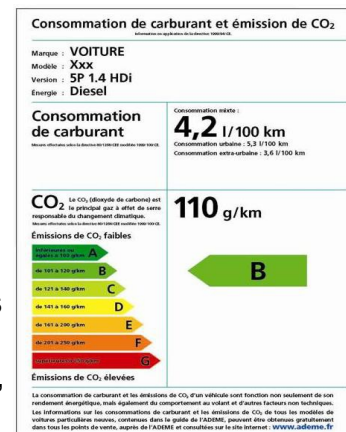 Consommation de carburant et émission de CO₂
Marque : VOITURE
Modèle : Xxx
Version : 5P 1.4 HDi
Énergie : Diesel
Consommation
de carburant
Consommation mixte :
4,2 l/100 km
Consommation urbaine : 5,3 l/100 km
Consommation extra-urbaine : 3,6 l/100 km
CO₂ Le CO₂ (dioxyde de carbone) est
le principal gaz à effet de serre
responsable du changement climatique.
110 g/km
Émissions de CO₂ faibles
A
de 101 à 120 g/km B
de 121 à 140 g/km C
de 141 à 160 g/km D
de 161 à 200 g/km E
de 201 à 250 g/km F
G
B
Émissions de CO₂ élevées
La consommation de carburant et les émissions de CO₂ d'un véhicule sont fonction non seulement de son
rendement énergétique, mais également du comportement au volant et d'autres facteurs non techniques.
Les informations sur les consommations de carburant et les émissions de CO₂ de tous les modèles de
voitures particulières neuves, contenues dans le guide de l'ADEME, peuvent être obtenues gratuitement
dans tous les points de vente, auprès de l'ADEME et consultées sur le site internet : www.ademe.fr